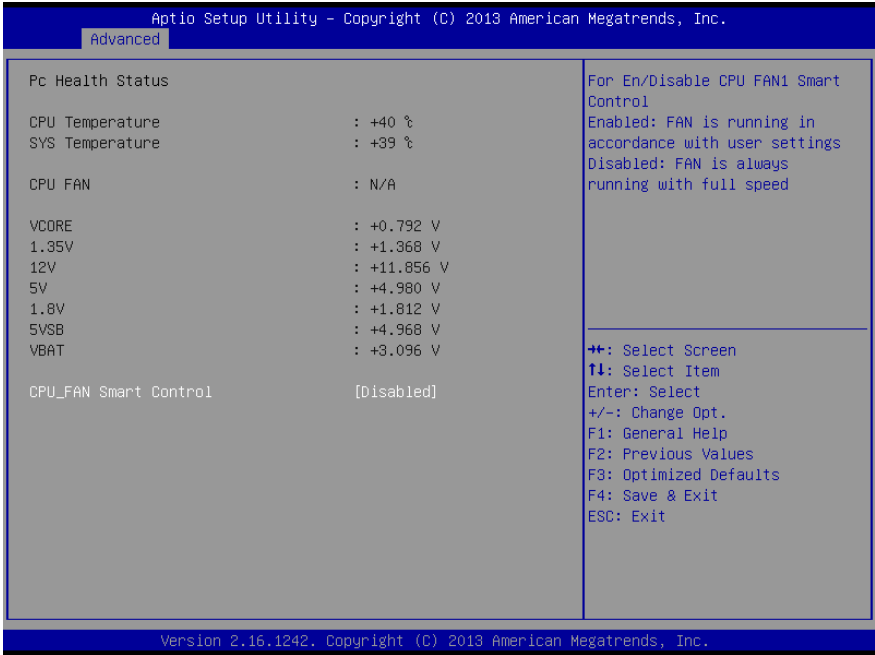 Aptio Setup Utility – Copyright (C) 2013 American Megatrends, Inc.
Advanced
Pc Health Status
CPU Temperature : +40 ℃
SYS Temperature : +39 ℃
CPU FAN : N/A
VCORE : +0.792 V
1.35V : +1.368 V
12V : +11.856 V
5V : +4.980 V
1.8V : +1.812 V
5VSB : +4.968 V
VBAT : +3.096 V
CPU_FAN Smart Control [Disabled]
For En/Disable CPU FAN1 Smart
Control
Enabled: FAN is running in
accordance with user settings
Disabled: FAN is always
running with full speed
→←: Select Screen
↑↓: Select Item
Enter: Select
+/-: Change Opt.
F1: General Help
F2: Previous Values
F3: Optimized Defaults
F4: Save & Exit
ESC: Exit
Version 2.16.1242. Copyright (C) 2013 American Megatrends, Inc.